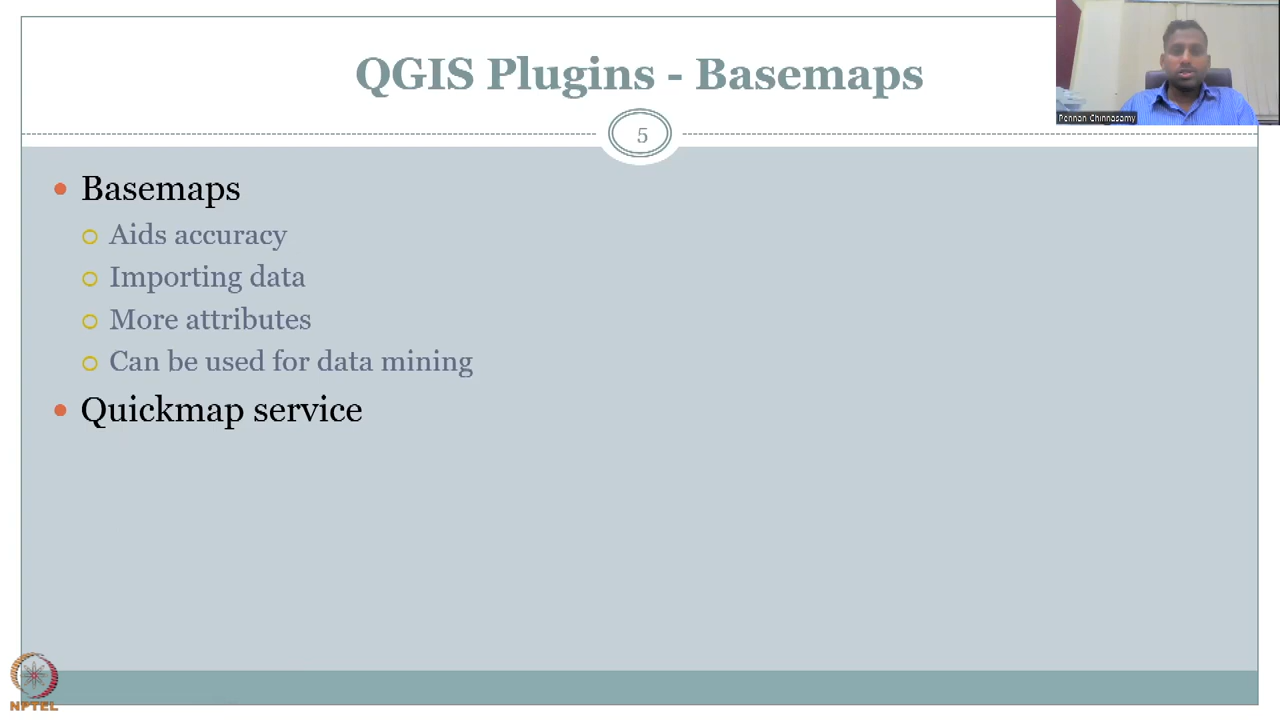 QGIS Plugins - Basemaps
Pennan Chinnasamy
5
Basemaps
Aids accuracy
Importing data
More attributes
Can be used for data mining
Quickmap service
NPTEL